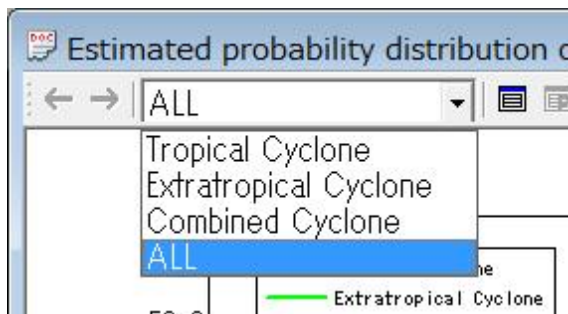 Estimated probability distribution
ALL
Tropical Cyclone
Extratropical Cyclone
Combined Cyclone
ALL
Extratropical Cyclone